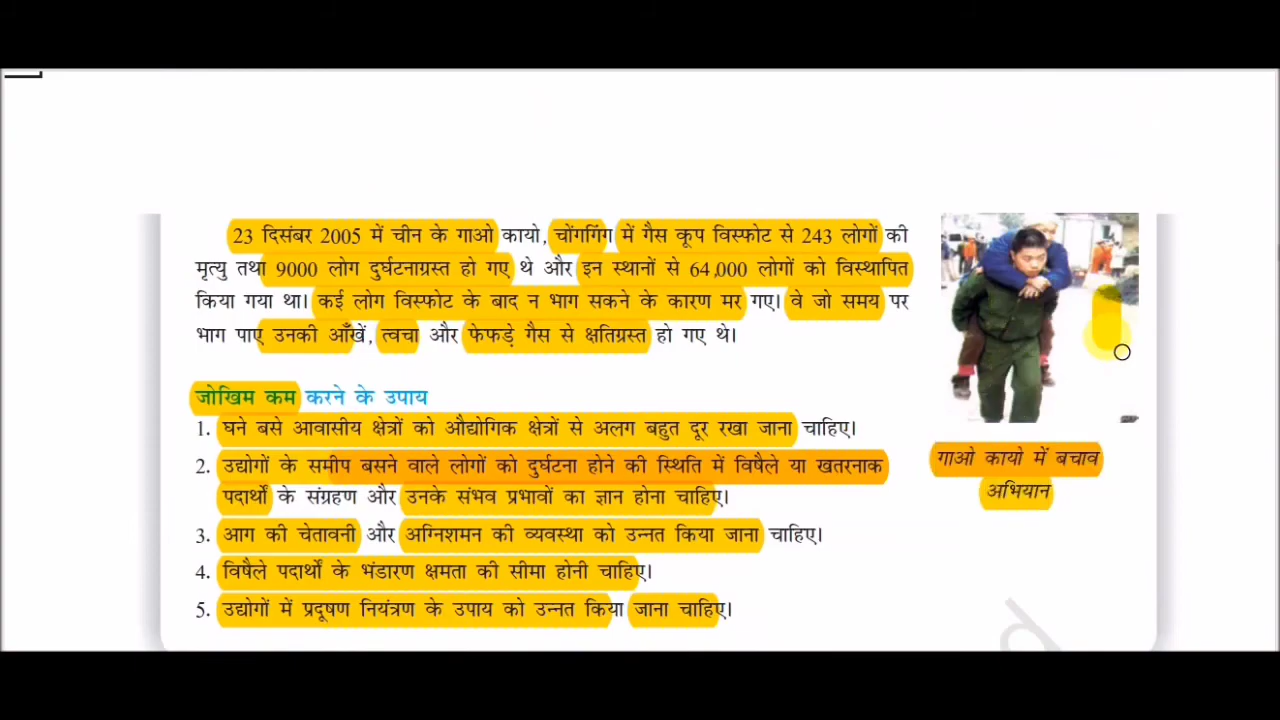 23 दिसंबर 2005 में चीन के गाओ कायो, चोंगगिंग में गैस कूप विस्फोट से 243 लोगों की
मृत्यु तथा 9000 लोग दुर्घटनाग्रस्त हो गए थे और इन स्थानों से 64,000 लोगों को विस्थापित
किया गया था। कई लोग विस्फोट के बाद न भाग सकने के कारण मर गए। वे जो समय पर
भाग पाए उनकी आँखें, त्वचा और फेफड़े गैस से क्षतिग्रस्त हो गए थे।
जोखिम कम करने के उपाय
1. घने बसे आवासीय क्षेत्रों को औद्योगिक क्षेत्रों से अलग बहुत दूर रखा जाना चाहिए।
2. उद्योगों के समीप बसने वाले लोगों को दुर्घटना होने की स्थिति में विषैले या खतरनाक
पदार्थों के संग्रहण और उनके संभव प्रभावों का ज्ञान होना चाहिए।
3. आग की चेतावनी और अग्निशमन की व्यवस्था को उन्नत किया जाना चाहिए।
4. विषैले पदार्थों के भंडारण क्षमता की सीमा होनी चाहिए।
5. उद्योगों में प्रदूषण नियंत्रण के उपाय को उन्नत किया जाना चाहिए।
गाओ कायो में बचाव
अभियान